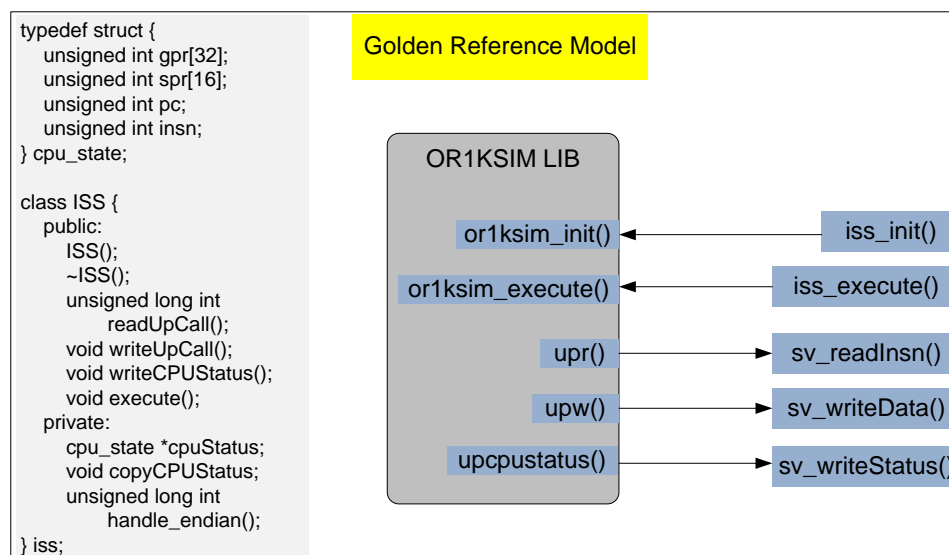 typedef struct {
unsigned int gpr[32];
unsigned int spr[16];
unsigned int pc;
unsigned int insn;
} cpu_state;
class ISS {
public:
ISS();
~ISS();
unsigned long int
readUpCall();
void writeUpCall();
void writeCPUStatus();
void execute();
private:
cpu_state *cpuStatus;
void copyCPUStatus;
unsigned long int
handle_endian();
} iss;
Golden Reference Model
OR1KSIM LIB
or1ksim_init()
iss_init()
or1ksim_execute()
iss_execute()
upr()
sv_readInsn()
upw()
sv_writeData()
upcpustatus()
sv_writeStatus()